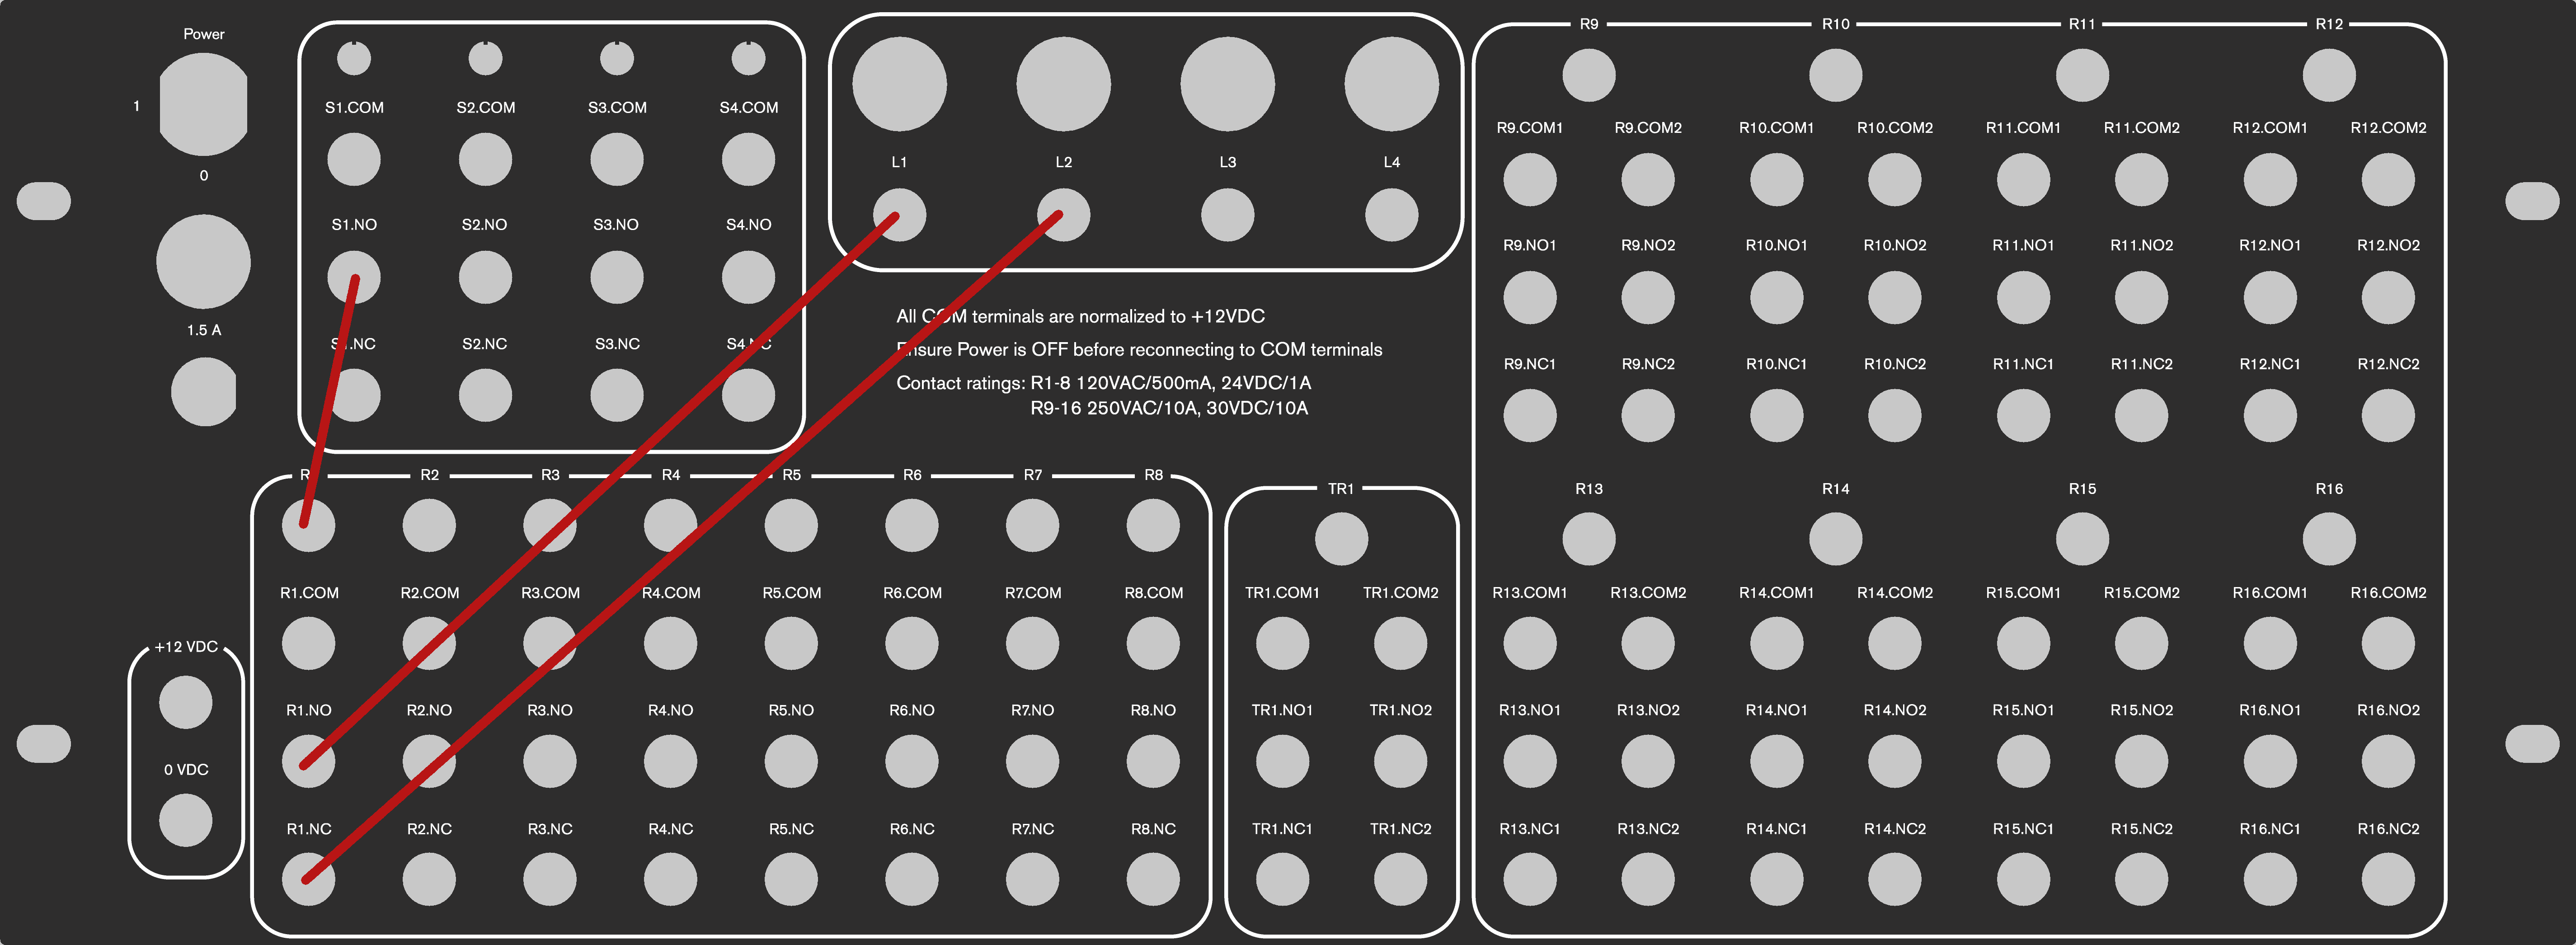 Power
1
0
1.5 A
S1.COM S2.COM S3.COM S4.COM
S1.NO S2.NO S3.NO S4.NO
S1.NC S2.NC S3.NC S4.NC
L1 L2 L3 L4
All COM terminals are normalized to +12VDC
Ensure Power is OFF before reconnecting to COM terminals
Contact ratings: R1-8 120VAC/500mA, 24VDC/1A
R9-16 250VAC/10A, 30VDC/10A
R9 R10 R11 R12
R9.COM1 R9.COM2 R10.COM1 R10.COM2 R11.COM1 R11.COM2 R12.COM1 R12.COM2
R9.NO1 R9.NO2 R10.NO1 R10.NO2 R11.NO1 R11.NO2 R12.NO1 R12.NO2
R9.NC1 R9.NC2 R10.NC1 R10.NC2 R11.NC1 R11.NC2 R12.NC1 R12.NC2
+12 VDC
0 VDC
R1 R2 R3 R4 R5 R6 R7 R8
R1.COM R2.COM R3.COM R4.COM R5.COM R6.COM R7.COM R8.COM
R1.NO R2.NO R3.NO R4.NO R5.NO R6.NO R7.NO R8.NO
R1.NC R2.NC R3.NC R4.NC R5.NC R6.NC R7.NC R8.NC
TR1
TR1.COM1 TR1.COM2
TR1.NO1 TR1.NO2
TR1.NC1 TR1.NC2
R13 R14 R15 R16
R13.COM1 R13.COM2 R14.COM1 R14.COM2 R15.COM1 R15.COM2 R16.COM1 R16.COM2
R13.NO1 R13.NO2 R14.NO1 R14.NO2 R15.NO1 R15.NO2 R16.NO1 R16.NO2
R13.NC1 R13.NC2 R14.NC1 R14.NC2 R15.NC1 R15.NC2 R16.NC1 R16.NC2